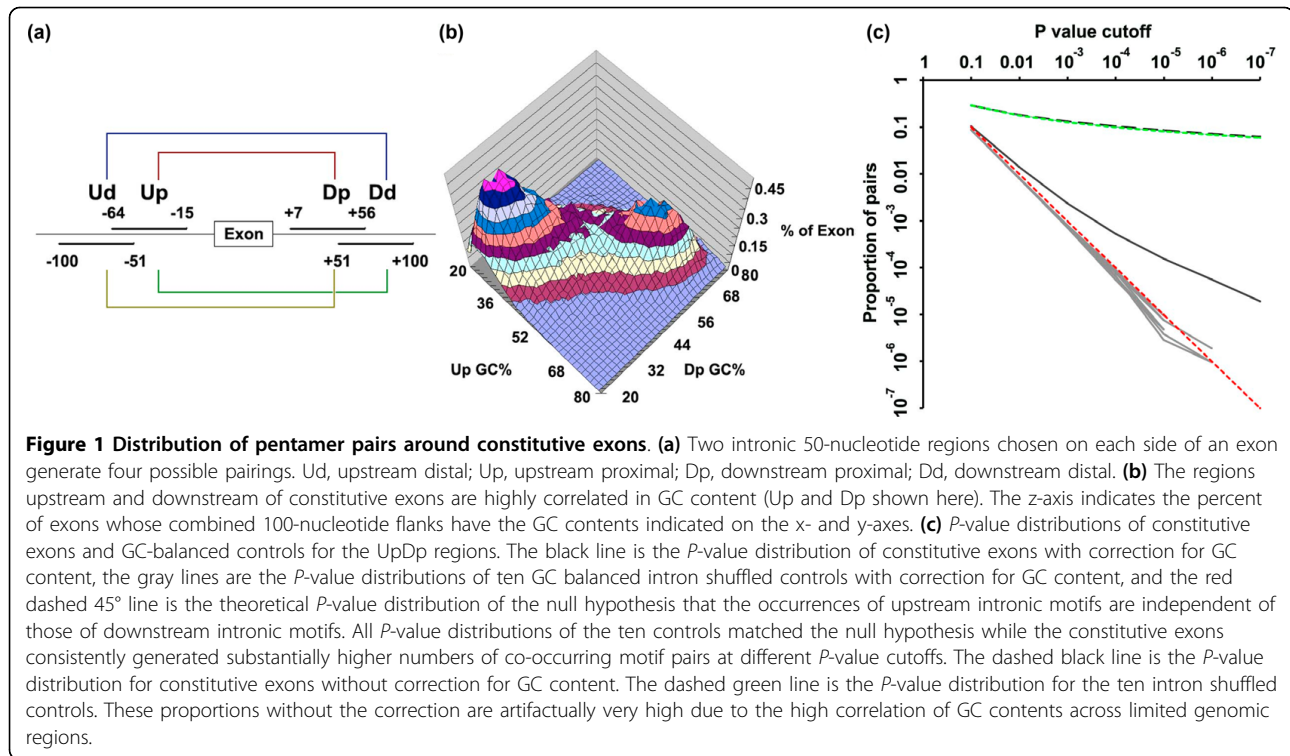 (a)
Ud Up Dp Dd
-64 -15 +7 +56
Exon
-100 -51 +51 +100
(b)
0.45
0.3
0.15
0
% of Exon
20
36
52
68
80
Up GC%
80
68
56
44
32
20
Dp GC%
(c)
P value cutoff
1 0.1 0.01 10-3 10-4 10-5 10-6 10-7
Proportion of pairs
1
0.1
0.01
10-3
10-4
10-5
10-6
10-7
Figure 1 Distribution of pentamer pairs around constitutive exons. (a) Two intronic 50-nucleotide regions chosen on each side of an exon
generate four possible pairings. Ud, upstream distal; Up, upstream proximal; Dp, downstream proximal; Dd, downstream distal. (b) The regions
upstream and downstream of constitutive exons are highly correlated in GC content (Up and Dp shown here). The z-axis indicates the percent
of exons whose combined 100-nucleotide flanks have the GC contents indicated on the x- and y-axes. (c) P-value distributions of constitutive
exons and GC-balanced controls for the UpDp regions. The black line is the P-value distribution of constitutive exons with correction for GC
content, the gray lines are the P-value distributions of ten GC balanced intron shuffled controls with correction for GC content, and the red
dashed 45° line is the theoretical P-value distribution of the null hypothesis that the occurrences of upstream intronic motifs are independent of
those of downstream intronic motifs. All P-value distributions of the ten controls matched the null hypothesis while the constitutive exons
consistently generated substantially higher numbers of co-occurring motif pairs at different P-value cutoffs. The dashed black line is the P-value
distribution for constitutive exons without correction for GC content. The dashed green line is the P-value distribution for the ten intron shuffled
controls. These proportions without the correction are artifactually very high due to the high correlation of GC contents across limited genomic
regions.